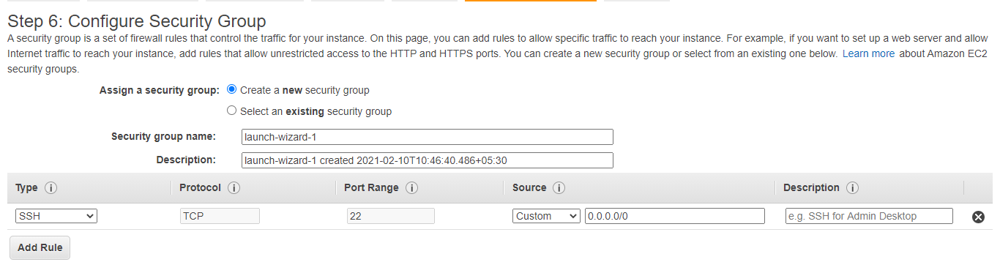 Step 6: Configure Security Group
A security group is a set of firewall rules that control the traffic for your instance. On this page, you can add rules to allow specific traffic to reach your instance. For example, if you want to set up a web server and allow
Internet traffic to reach your instance, add rules that allow unrestricted access to the HTTP and HTTPS ports. You can create a new security group or select from an existing one below. Learn more about Amazon EC2
security groups.
Assign a security group: Create a new security group
Select an existing security group
Security group name: launch-wizard-1
Description: launch-wizard-1 created 2021-02-10T10:46:40.486+05:30
Type i Protocol i Port Range i Source i Description i
SSH TCP 22 Custom 0.0.0.0/0 e.g. SSH for Admin Desktop
Add Rule